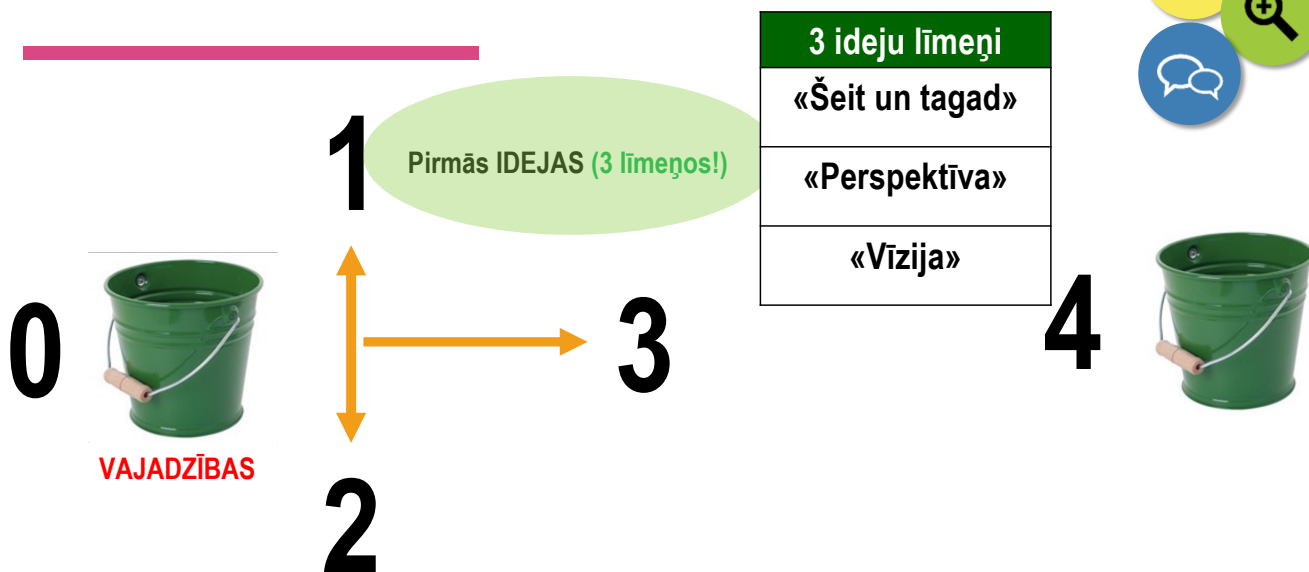 3 ideju līmeņi
«Šeit un tagad»
«Perspektīva»
«Vīzija»
1
Pirmās IDEJAS (3 līmeņos!)
0
VAJADZĪBAS
3
4
2